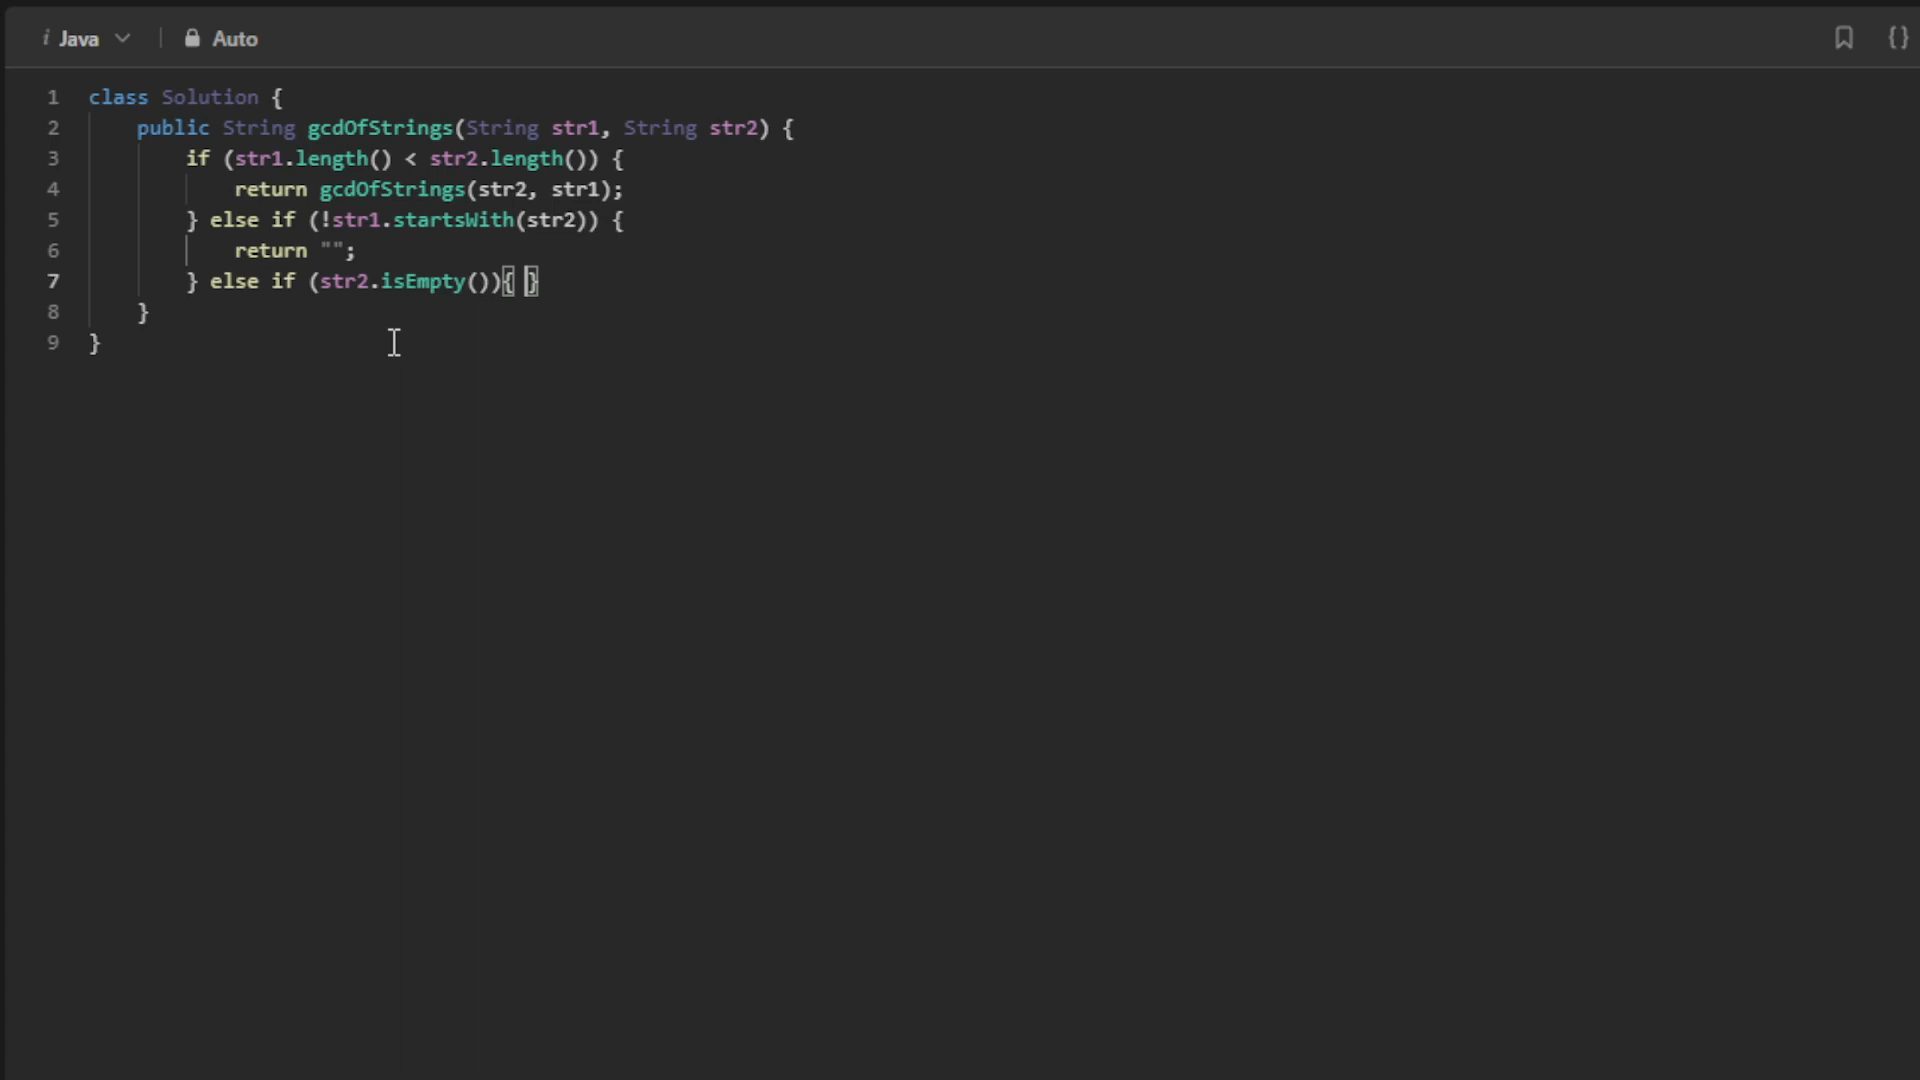 i Java Auto {}
1 class Solution {
2 public String gcdOfStrings(String str1, String str2) {
3 if (str1.length() < str2.length()) {
4 return gcdOfStrings(str2, str1);
5 } else if (!str1.startsWith(str2)) {
6 return "";
7 } else if (str2.isEmpty()){ }
8 }
9 }